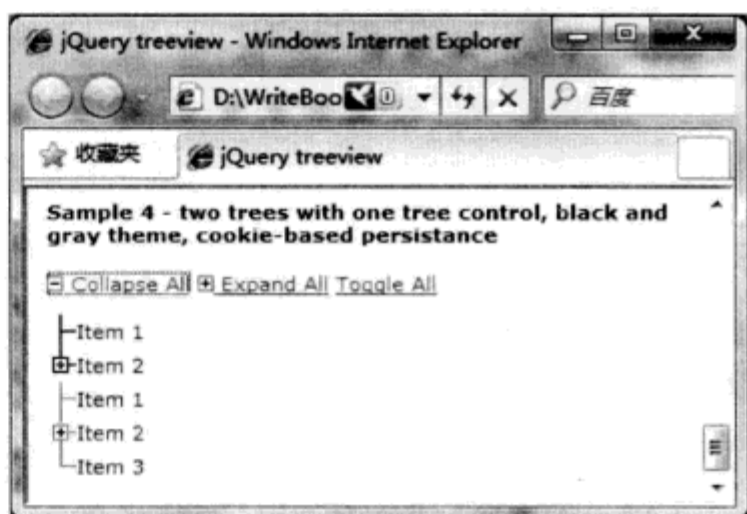 jQuery treeview - Windows Internet Explorer
D:\WriteBoo
百度
收藏夹
jQuery treeview
Sample 4 - two trees with one tree control, black and
gray theme, cookie-based persistance
Collapse All Expand All Toggle All
Item 1
Item 2
Item 1
Item 2
Item 3